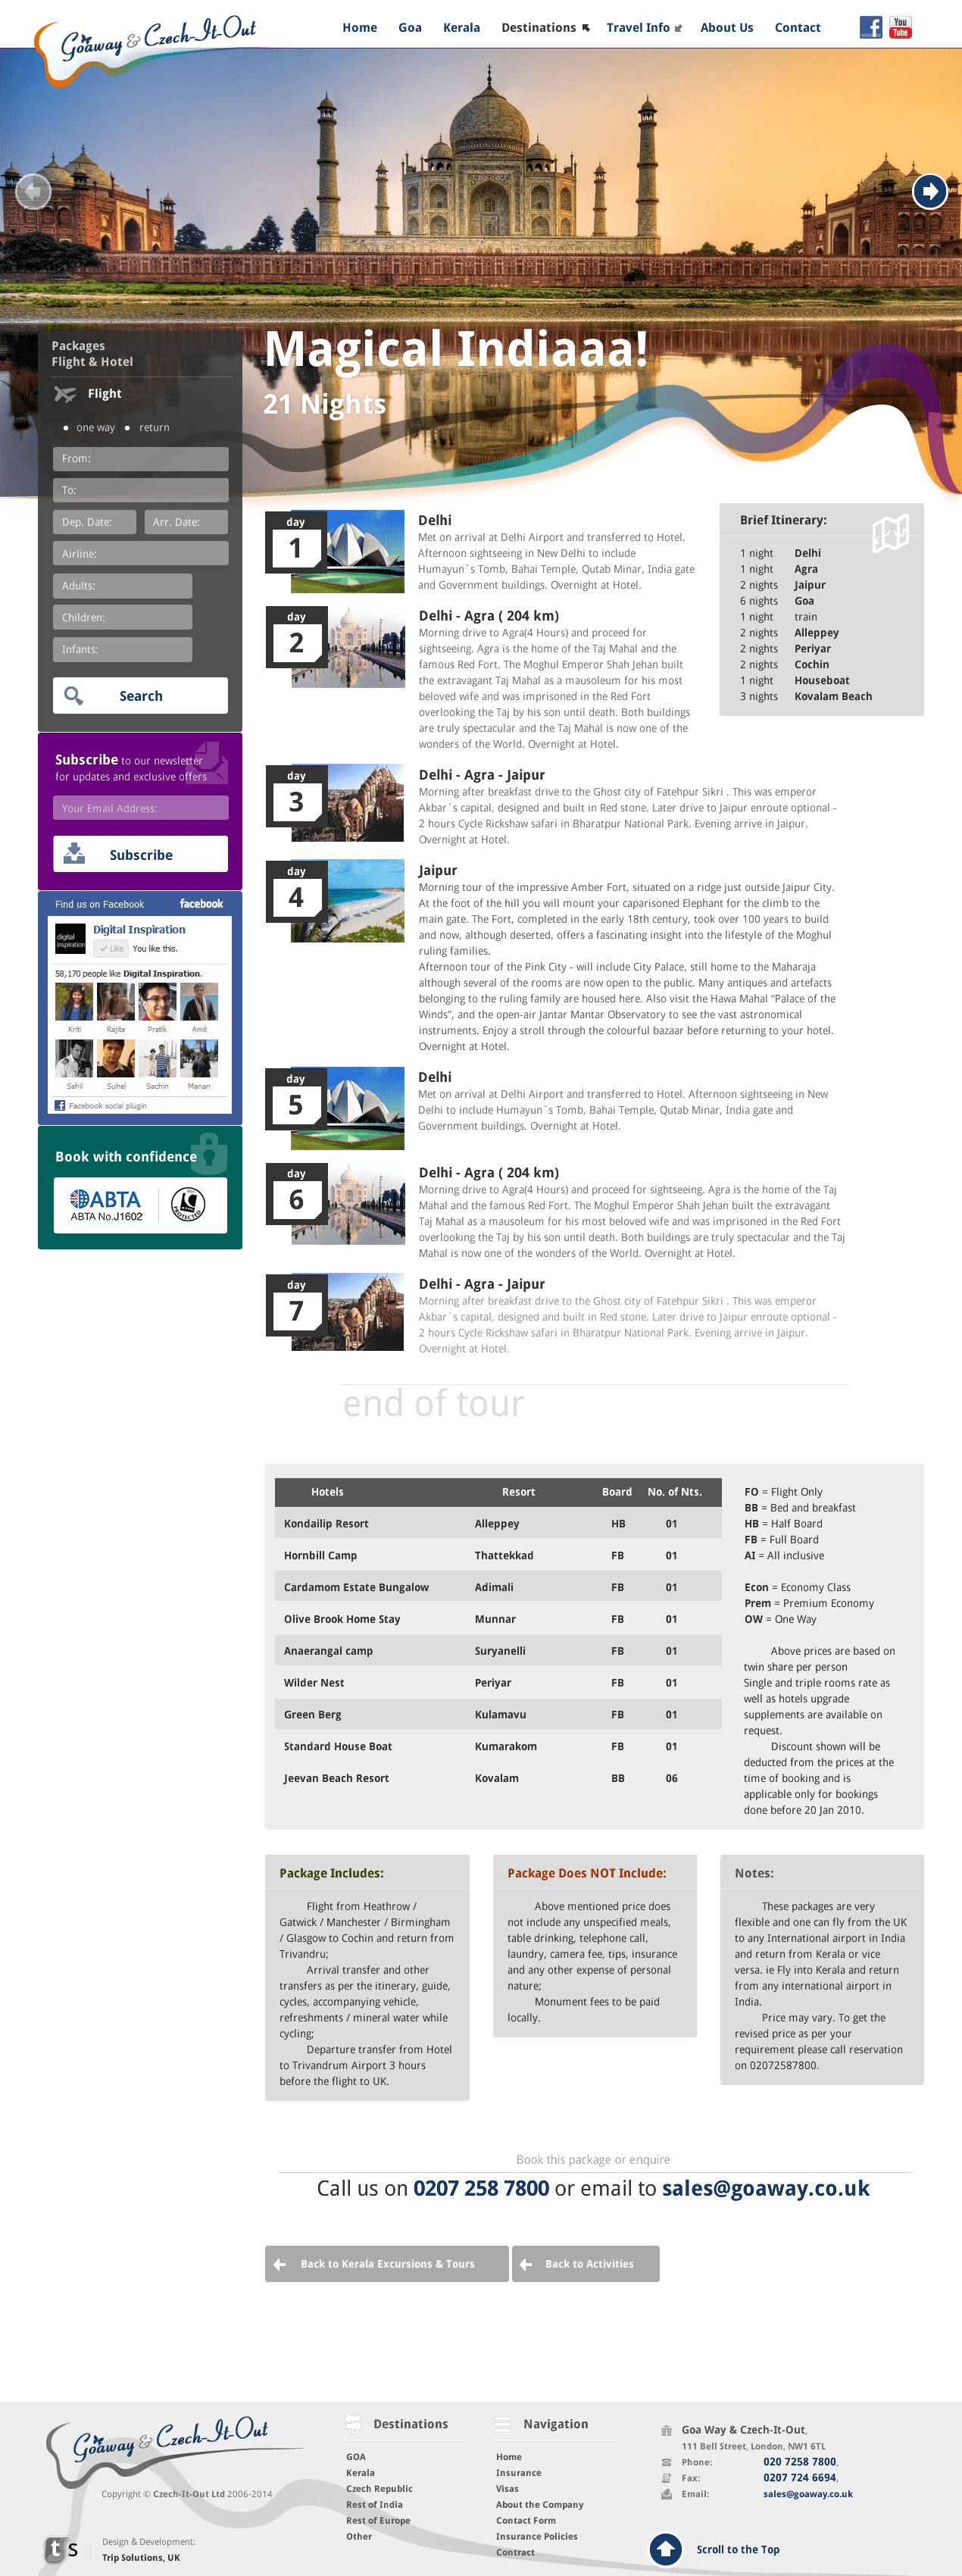 Goaway & Czech-It-Out
Home Goa Kerala Destinations Travel Info About Us Contact
You Tube
Magical Indiaaa!
21 Nights
Packages
Flight & Hotel
Flight
one way return
From:
To:
Dep. Date: Arr. Date:
Airline:
Adults:
Children:
Infants:
Search
Subscribe to our newsletter
for updates and exclusive offers
Your Email Address:
Subscribe
Find us on Facebook facebook
digital inspiration
Digital Inspiration
Like You like this.
58,170 people like Digital Inspiration.
Kriti Rajita Pratik Amit
Sahil Suhel Sachin Manan
Facebook social plugin
Book with confidence
ABTA
ABTA No.J1602
PROTECTED
day
1
Delhi
Met on arrival at Delhi Airport and transferred to Hotel.
Afternoon sightseeing in New Delhi to include
Humayun`s Tomb, Bahai Temple, Qutab Minar, India gate
and Government buildings. Overnight at Hotel.
day
2
Delhi - Agra ( 204 km)
Morning drive to Agra(4 Hours) and proceed for
sightseeing. Agra is the home of the Taj Mahal and the
famous Red Fort. The Moghul Emperor Shah Jehan built
the extravagant Taj Mahal as a mausoleum for his most
beloved wife and was imprisoned in the Red Fort
overlooking the Taj by his son until death. Both buildings
are truly spectacular and the Taj Mahal is now one of the
wonders of the World. Overnight at Hotel.
Brief Itinerary:
1 night Delhi
1 night Agra
2 nights Jaipur
6 nights Goa
1 night train
2 nights Alleppey
2 nights Periyar
2 nights Cochin
1 night Houseboat
3 nights Kovalam Beach
day
3
Delhi - Agra - Jaipur
Morning after breakfast drive to the Ghost city of Fatehpur Sikri . This was emperor
Akbar`s capital, designed and built in Red stone. Later drive to Jaipur enroute optional -
2 hours Cycle Rickshaw safari in Bharatpur National Park. Evening arrive in Jaipur.
Overnight at Hotel.
day
4
Jaipur
Morning tour of the impressive Amber Fort, situated on a ridge just outside Jaipur City.
At the foot of the hill you will mount your caparisoned Elephant for the climb to the
main gate. The Fort, completed in the early 18th century, took over 100 years to build
and now, although deserted, offers a fascinating insight into the lifestyle of the Moghul
ruling families.
Afternoon tour of the Pink City - will include City Palace, still home to the Maharaja
although several of the rooms are now open to the public. Many antiques and artefacts
belonging to the ruling family are housed here. Also visit the Hawa Mahal “Palace of the
Winds”, and the open-air Jantar Mantar Observatory to see the vast astronomical
instruments. Enjoy a stroll through the colourful bazaar before returning to your hotel.
Overnight at Hotel.
day
5
Delhi
Met on arrival at Delhi Airport and transferred to Hotel. Afternoon sightseeing in New
Delhi to include Humayun`s Tomb, Bahai Temple, Qutab Minar, India gate and
Government buildings. Overnight at Hotel.
day
6
Delhi - Agra ( 204 km)
Morning drive to Agra(4 Hours) and proceed for sightseeing. Agra is the home of the Taj
Mahal and the famous Red Fort. The Moghul Emperor Shah Jehan built the extravagant
Taj Mahal as a mausoleum for his most beloved wife and was imprisoned in the Red Fort
overlooking the Taj by his son until death. Both buildings are truly spectacular and the Taj
Mahal is now one of the wonders of the World. Overnight at Hotel.
day
7
Delhi - Agra - Jaipur
Morning after breakfast drive to the Ghost city of Fatehpur Sikri . This was emperor
Akbar`s capital, designed and built in Red stone. Later drive to Jaipur enroute optional -
2 hours Cycle Rickshaw safari in Bharatpur National Park. Evening arrive in Jaipur.
Overnight at Hotel.
end of tour
Hotels Resort Board No. of Nts.
Kondailip Resort Alleppey HB 01
Hornbill Camp Thattekkad FB 01
Cardamom Estate Bungalow Adimali FB 01
Olive Brook Home Stay Munnar FB 01
Anaerangal camp Suryanelli FB 01
Wilder Nest Periyar FB 01
Green Berg Kulamavu FB 01
Standard House Boat Kumarakom FB 01
Jeevan Beach Resort Kovalam BB 06
FO = Flight Only
BB = Bed and breakfast
HB = Half Board
FB = Full Board
AI = All inclusive
Econ = Economy Class
Prem = Premium Economy
OW = One Way
Above prices are based on
twin share per person
Single and triple rooms rate as
well as hotels upgrade
supplements are available on
request.
Discount shown will be
deducted from the prices at the
time of booking and is
applicable only for bookings
done before 20 Jan 2010.
Package Includes:
Flight from Heathrow /
Gatwick / Manchester / Birmingham
/ Glasgow to Cochin and return from
Trivandru;
Arrival transfer and other
transfers as per the itinerary, guide,
cycles, accompanying vehicle,
refreshments / mineral water while
cycling;
Departure transfer from Hotel
to Trivandrum Airport 3 hours
before the flight to UK.
Package Does NOT Include:
Above mentioned price does
not include any unspecified meals,
table drinking, telephone call,
laundry, camera fee, tips, insurance
and any other expense of personal
nature;
Monument fees to be paid
locally.
Notes:
These packages are very
flexible and one can fly from the UK
to any International airport in India
and return from Kerala or vice
versa. ie Fly into Kerala and return
from any international airport in
India.
Price may vary. To get the
revised price as per your
requirement please call reservation
on 02072587800.
Book this package or enquire
Call us on 0207 258 7800 or email to sales@goaway.co.uk
Back to Kerala Excursions & Tours
Back to Activities
Goaway & Czech-It-Out
Copyright © Czech-It-Out Ltd 2006-2014
ts
Design & Development:
Trip Solutions, UK
Destinations
GOA
Kerala
Czech Republic
Rest of India
Rest of Europe
Other
Navigation
Home
Insurance
Visas
About the Company
Contact Form
Insurance Policies
Contract
Goa Way & Czech-It-Out,
111 Bell Street, London, NW1 6TL
Phone: 020 7258 7800,
Fax: 0207 724 6694,
Email: sales@goaway.co.uk
Scroll to the Top